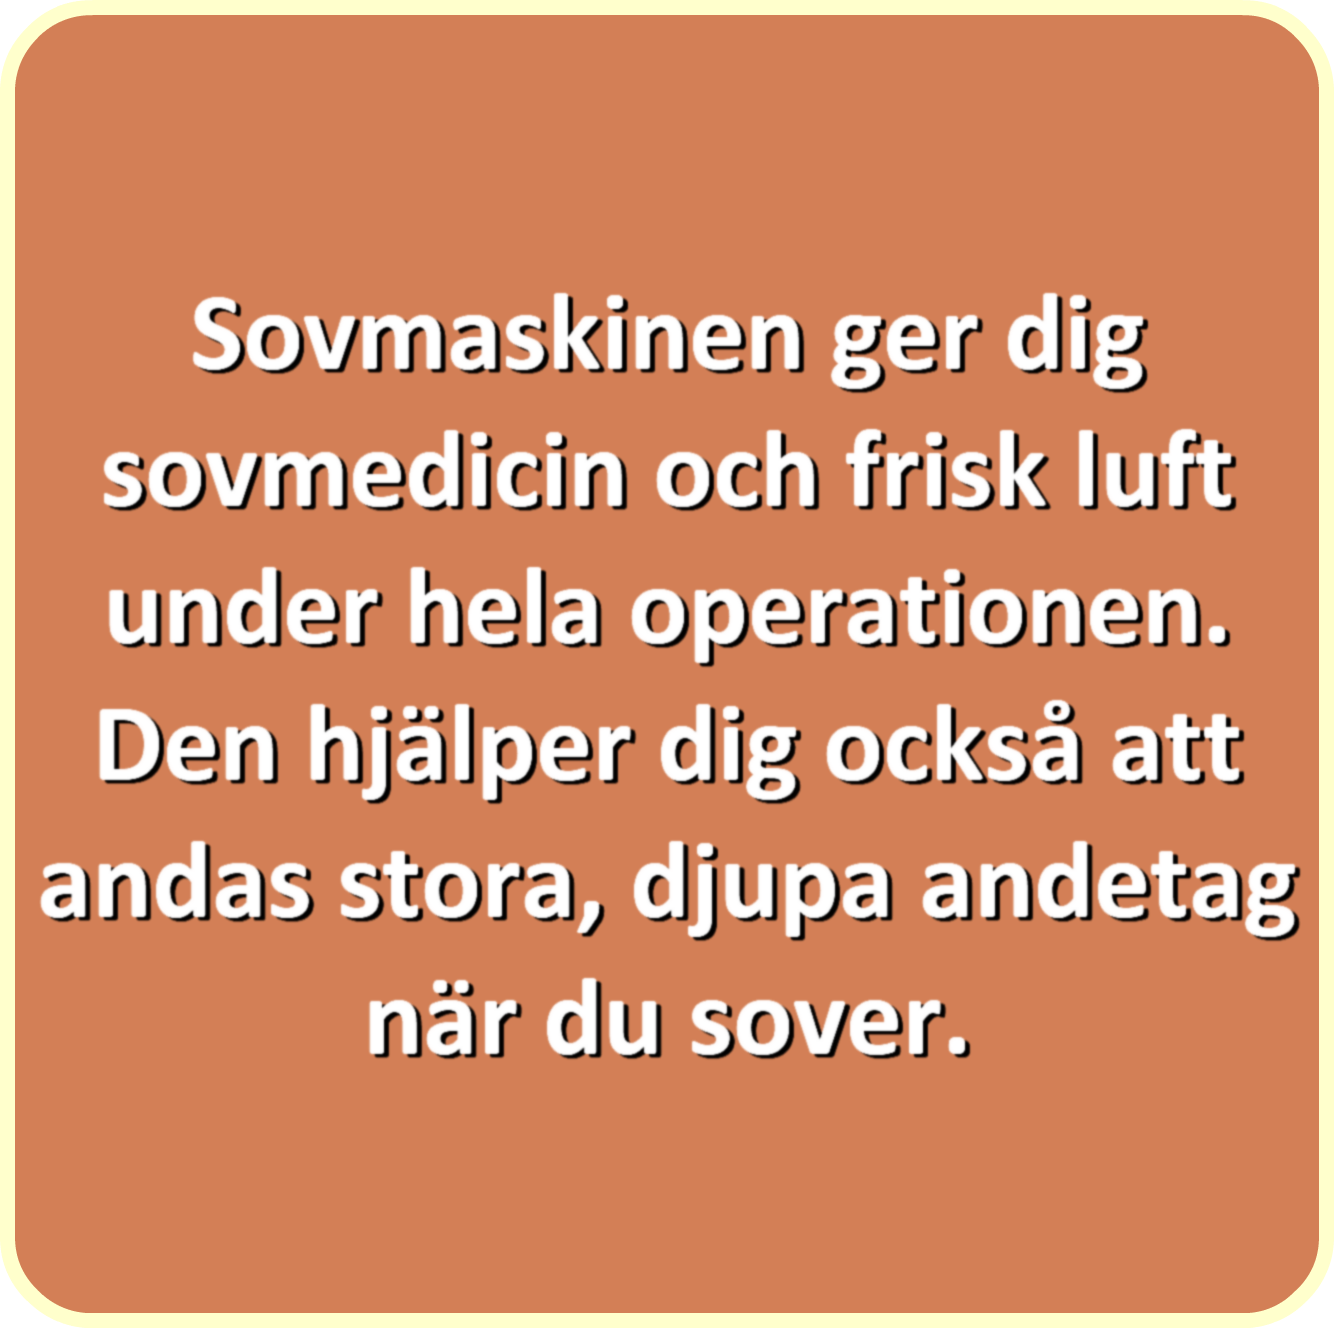 Sovmaskinen ger dig
sovmedicin och frisk luft
under hela operationen.
Den hjälper dig också att
andas stora, djupa andetag
när du sover.